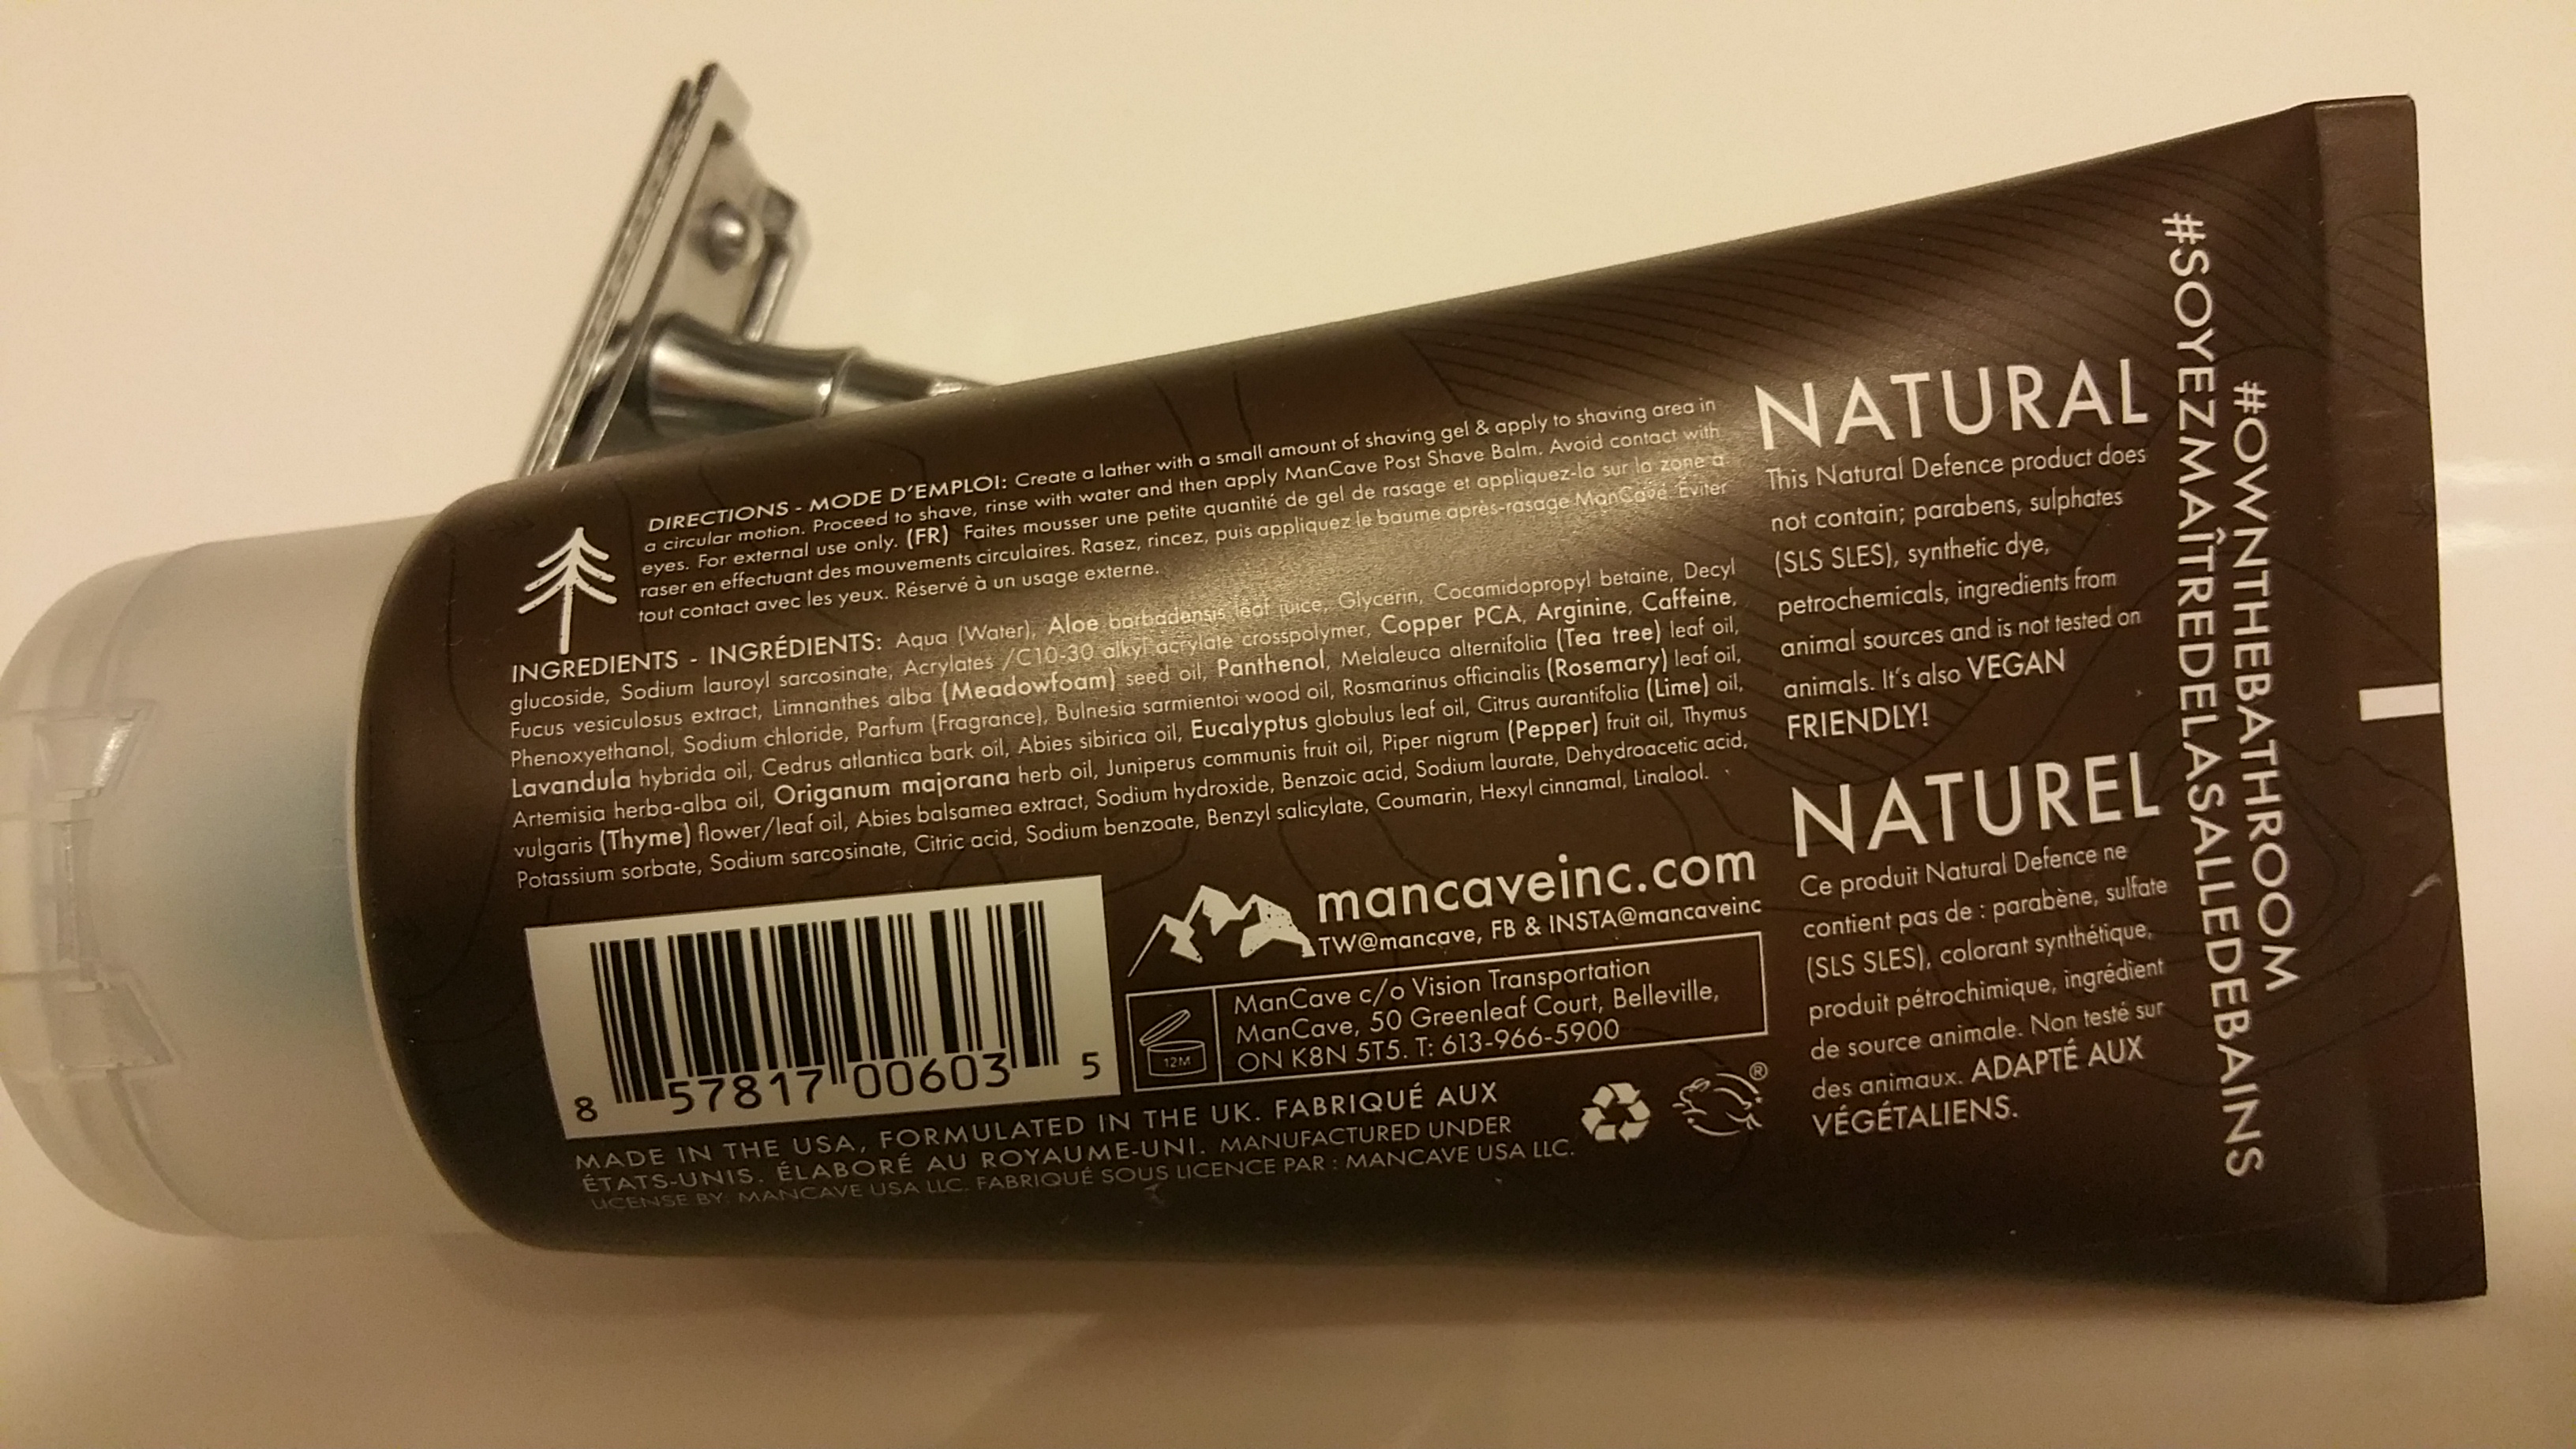 DIRECTIONS - MODE D'EMPLOI: Create a lather with a small amount of shaving gel & apply to shaving area in
a circular motion. Proceed to shave, rinse with water and then apply ManCave Post Shave Balm. Avoid contact with
eyes. For external use only. (FR) Faites mousser une petite quantité de gel de rasage et appliquez-la sur la zone à
raser en effectuant des mouvements circulaires. Rasez, rincez, puis appliquez le baume après-rasage ManCave. Éviter
tout contact avec les yeux. Réservé à un usage externe.
INGREDIENTS - INGRÉDIENTS: Aqua (Water), Aloe barbadensis leaf juice, Glycerin, Cocamidopropyl betaine, Decyl
glucoside, Sodium lauroyl sarcosinate, Acrylates /C10-30 alkyl acrylate crosspolymer, Copper PCA, Arginine, Caffeine,
Fucus vesiculosus extract, Limnanthes alba (Meadowfoam) seed oil, Panthenol, Melaleuca alternifolia (Tea tree) leaf oil,
Phenoxyethanol, Sodium chloride, Parfum (Fragrance), Bulnesia sarmientoi wood oil, Rosmarinus officinalis (Rosemary) leaf oil,
Lavandula hybrida oil, Cedrus atlantica bark oil, Abies sibirica oil, Eucalyptus globulus leaf oil, Citrus aurantifolia (Lime) oil,
Artemisia herba-alba oil, Origanum majorana herb oil, Juniperus communis fruit oil, Piper nigrum (Pepper) fruit oil, Thymus
vulgaris (Thyme) flower/leaf oil, Abies balsamea extract, Sodium hydroxide, Benzoic acid, Sodium laurate, Dehydroacetic acid,
Potassium sorbate, Sodium sarcosinate, Citric acid, Sodium benzoate, Benzyl salicylate, Coumarin, Hexyl cinnamal, Linalool.
8 57817 00603 5
mancaveinc.com
TW@mancave, FB & INSTA@mancaveinc
12M
ManCave c/o Vision Transportation
ManCave, 50 Greenleaf Court, Belleville,
ON K8N 5T5. T: 613-966-5900
MADE IN THE USA, FORMULATED IN THE UK. FABRIQUÉ AUX
ÉTATS-UNIS. ÉLABORÉ AU ROYAUME-UNI. MANUFACTURED UNDER
LICENSE BY: MANCAVE USA LLC. FABRIQUÉ SOUS LICENCE PAR : MANCAVE USA LLC.
®
NATURAL
This Natural Defence product does
not contain; parabens, sulphates
(SLS SLES), synthetic dye,
petrochemicals, ingredients from
animal sources and is not tested on
animals. It's also VEGAN
FRIENDLY!
NATUREL
Ce produit Natural Defence ne
contient pas de : parabène, sulfate
(SLS SLES), colorant synthétique,
produit pétrochimique, ingrédient
de source animale. Non testé sur
des animaux. ADAPTÉ AUX
VÉGÉTALIENS.
#OWNTHEBATHROOM
#SOYEZMAÎTREDELASALLEDEBAINS